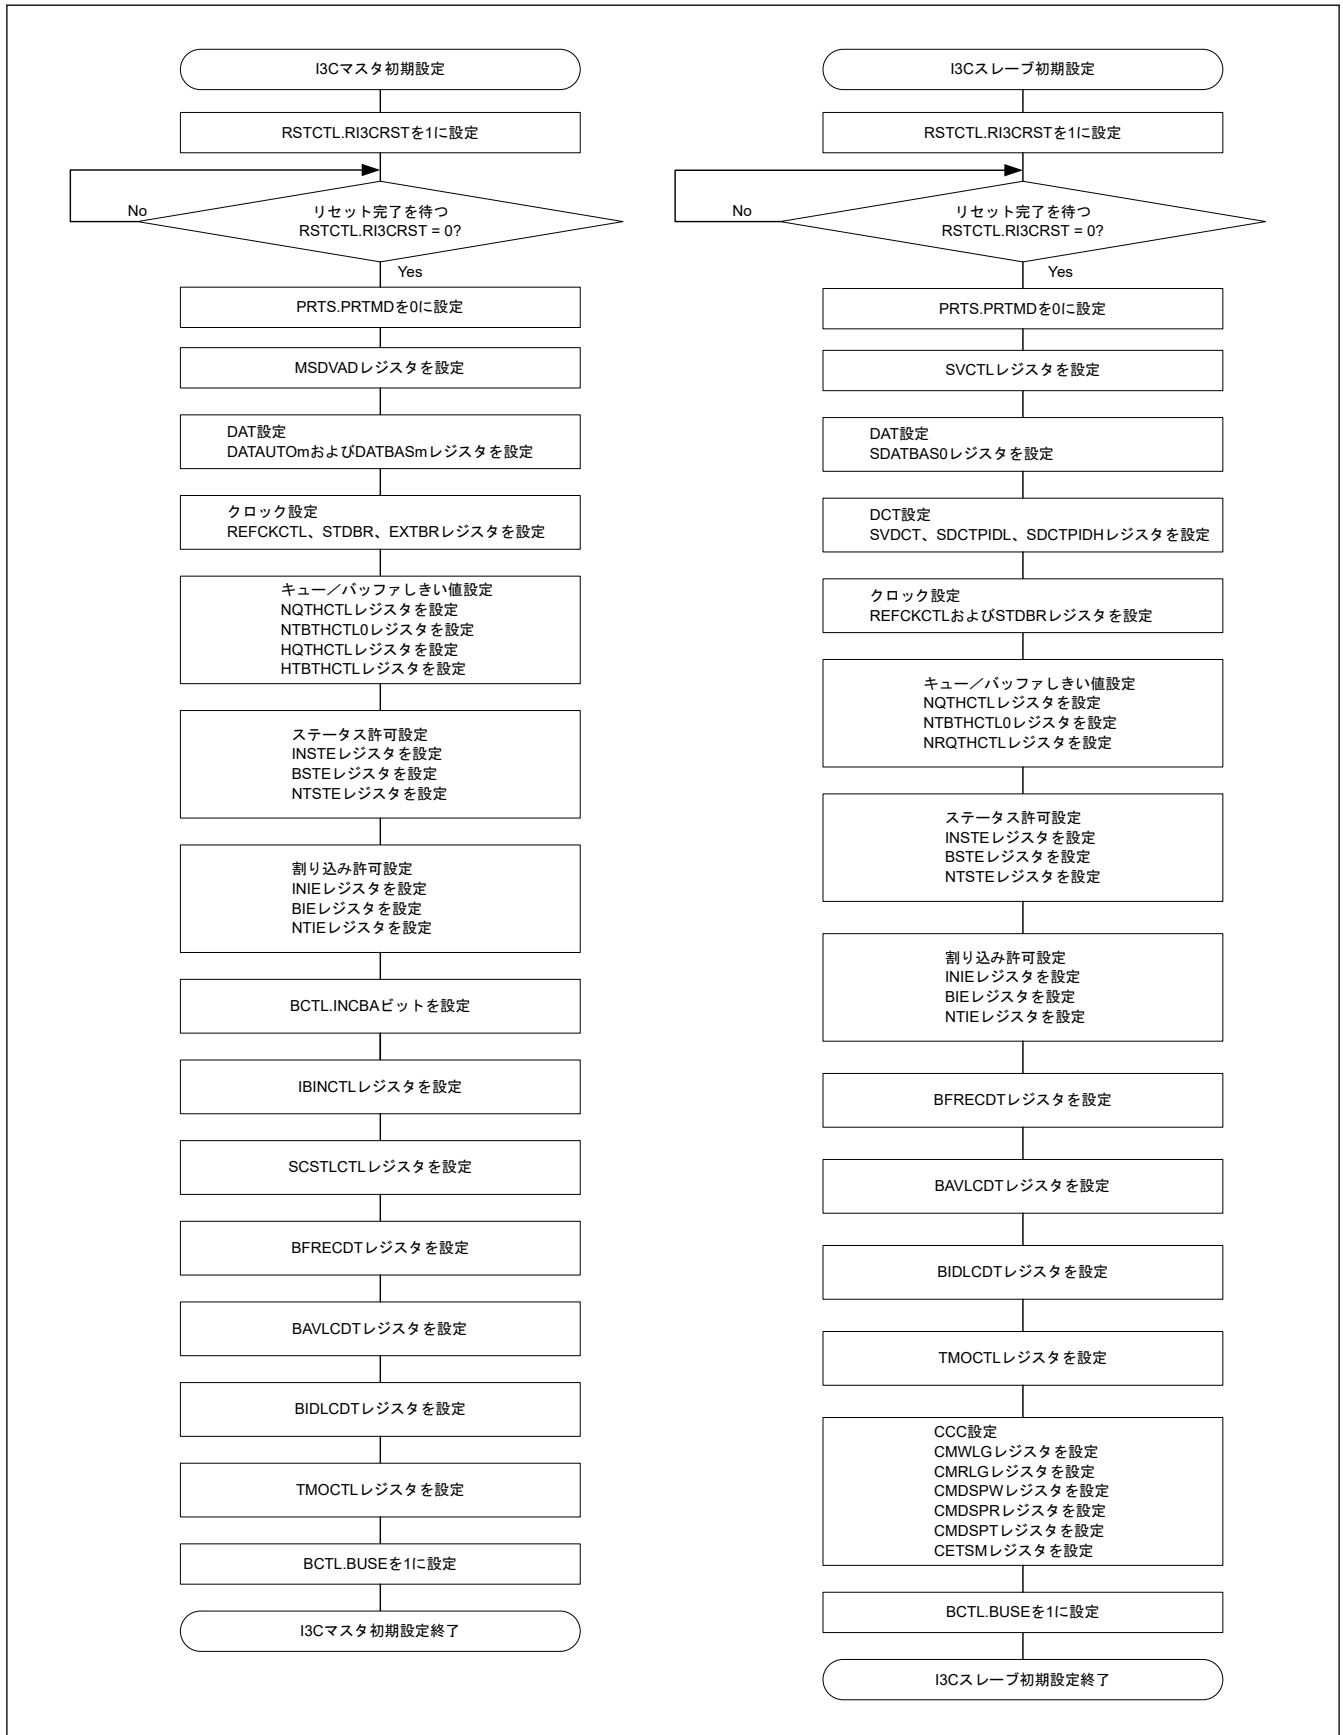 I3Cマスタ初期設定
RSTCTL.RI3CRSTを1に設定
No
リセット完了を待つ
RSTCTL.RI3CRST = 0?
Yes
PRTS.PRTMDを0に設定
MSDVADレジスタを設定
DAT設定
DATAUTOmおよびDATBASmレジスタを設定
クロック設定
REFCKCTL、STDBR、EXTBRレジスタを設定
キュー／バッファしきい値設定
NQTHCTLレジスタを設定
NTBTHCTL0レジスタを設定
HQTHCTLレジスタを設定
HTBTHCTLレジスタを設定
ステータス許可設定
INSTEレジスタを設定
BSTEレジスタを設定
NTSTEレジスタを設定
割り込み許可設定
INIEレジスタを設定
BIEレジスタを設定
NTIEレジスタを設定
BCTL.INCBAビットを設定
IBINCTLレジスタを設定
SCSTLCTLレジスタを設定
BFRECDTレジスタを設定
BAVLCDTレジスタを設定
BIDLCDTレジスタを設定
TMOCTLレジスタを設定
BCTL.BUSEを1に設定
I3Cマスタ初期設定終了
I3Cスレーブ初期設定
RSTCTL.RI3CRSTを1に設定
No
リセット完了を待つ
RSTCTL.RI3CRST = 0?
Yes
PRTS.PRTMDを0に設定
SVCTLレジスタを設定
DAT設定
SDATBAS0レジスタを設定
DCT設定
SVDCT、SDCTPIDL、SDCTPIDHレジスタを設定
クロック設定
REFCKCTLおよびSTDBRレジスタを設定
キュー／バッファしきい値設定
NQTHCTLレジスタを設定
NTBTHCTL0レジスタを設定
NRQTHCTLレジスタを設定
ステータス許可設定
INSTEレジスタを設定
BSTEレジスタを設定
NTSTEレジスタを設定
割り込み許可設定
INIEレジスタを設定
BIEレジスタを設定
NTIEレジスタを設定
BFRECDTレジスタを設定
BAVLCDTレジスタを設定
BIDLCDTレジスタを設定
TMOCTLレジスタを設定
CCC設定
CMWLGレジスタを設定
CMRLGレジスタを設定
CMDSPWレジスタを設定
CMDSPRレジスタを設定
CMDSPTレジスタを設定
CETSMレジスタを設定
BCTL.BUSEを1に設定
I3Cスレーブ初期設定終了